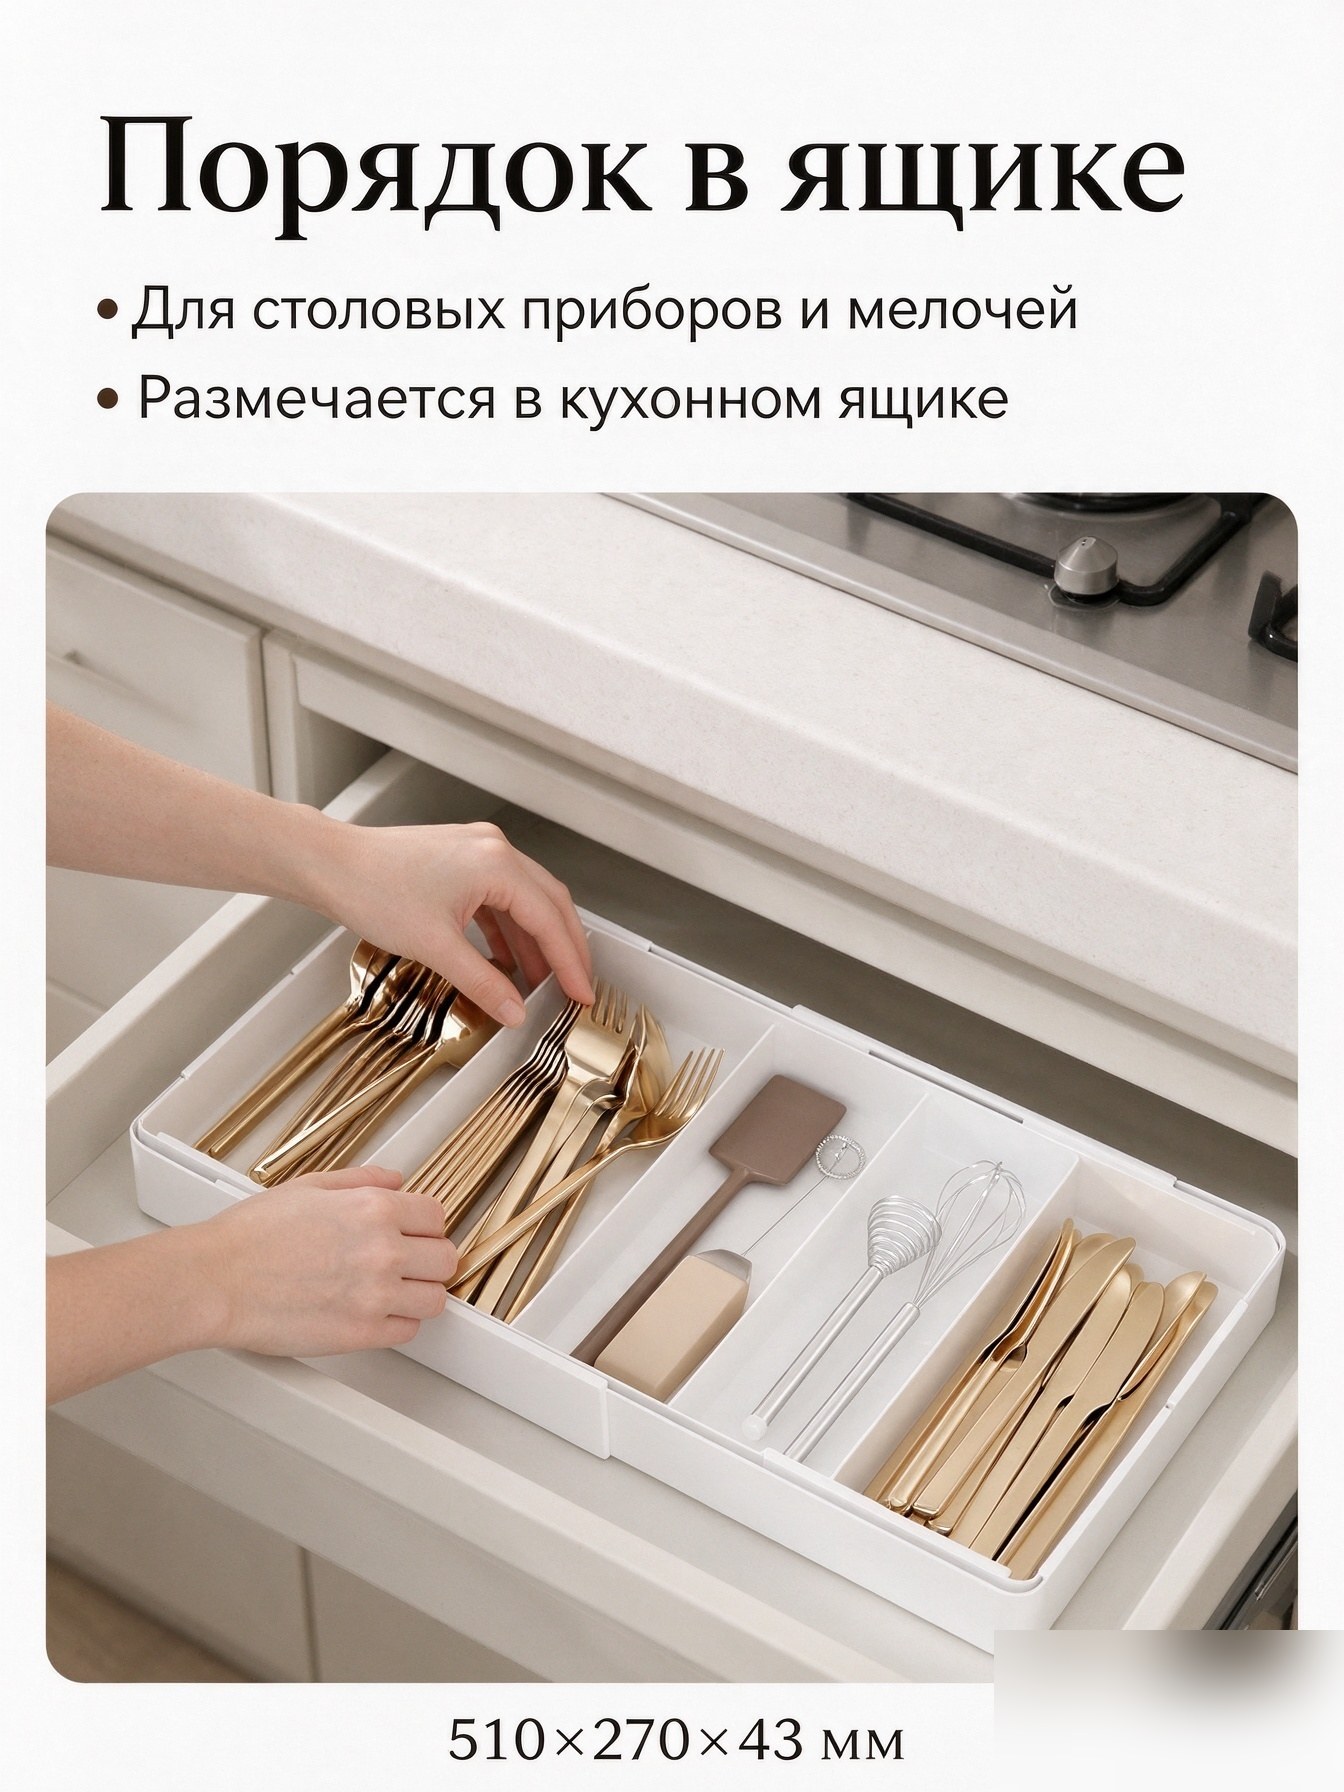 Порядок в ящике
• Для столовых приборов и мелочей
• Размечается в кухонном ящике
510×270×43 мм